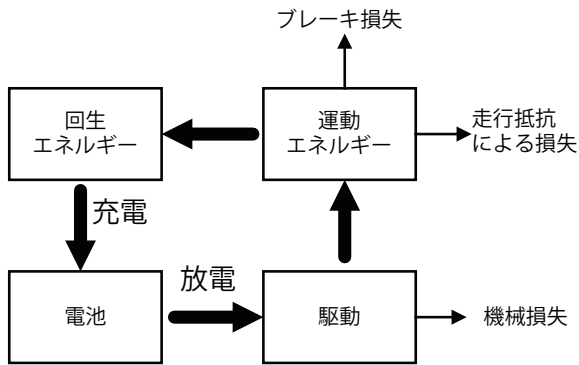 ブレーキ損失
回生
エネルギー
運動
エネルギー
走行抵抗
による損失
充電
放電
電池
駆動
機械損失